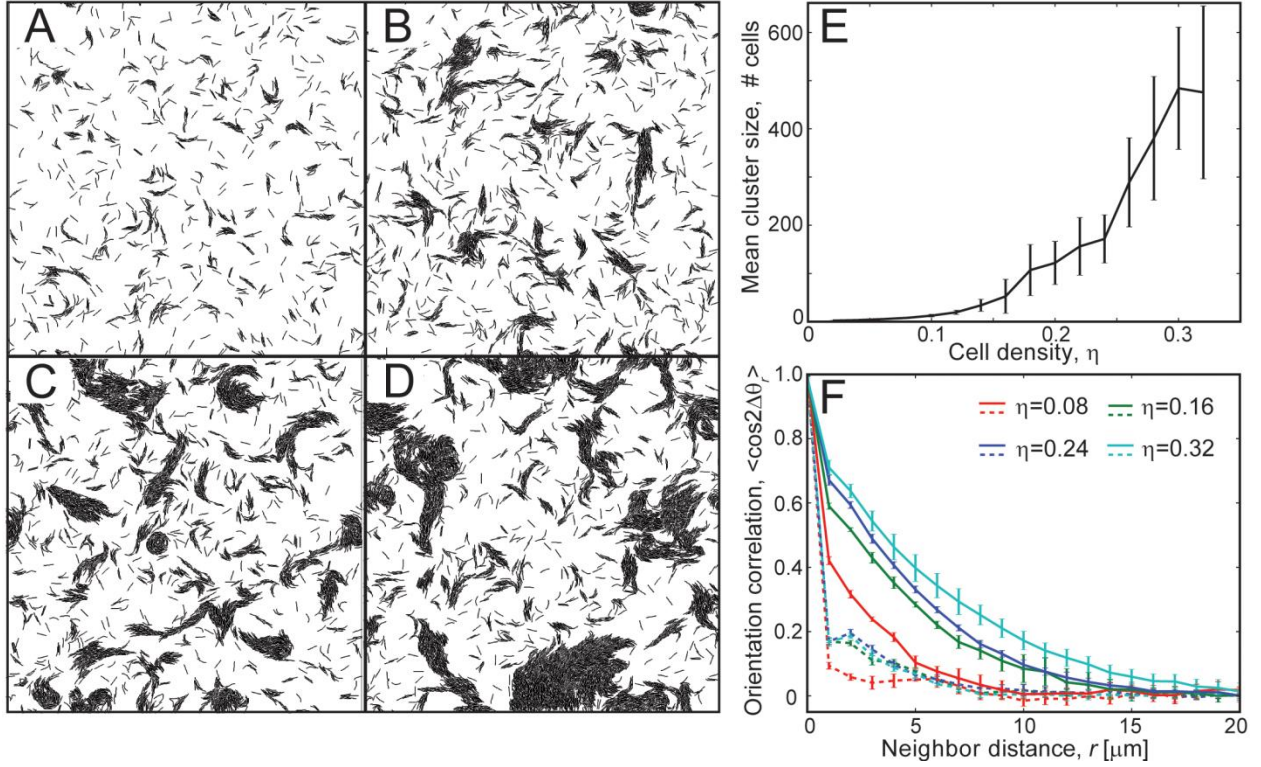 A
B
C
D
E
Mean cluster size, # cells
600
400
200
0
0
0.1
0.2
0.3
Cell density, η
F
Orientation correlation, <cos2Δθr>
1.0
0.8
0.6
0.4
0.2
0
η=0.08
η=0.16
η=0.24
η=0.32
0
5
10
15
20
Neighbor distance, r [μm]